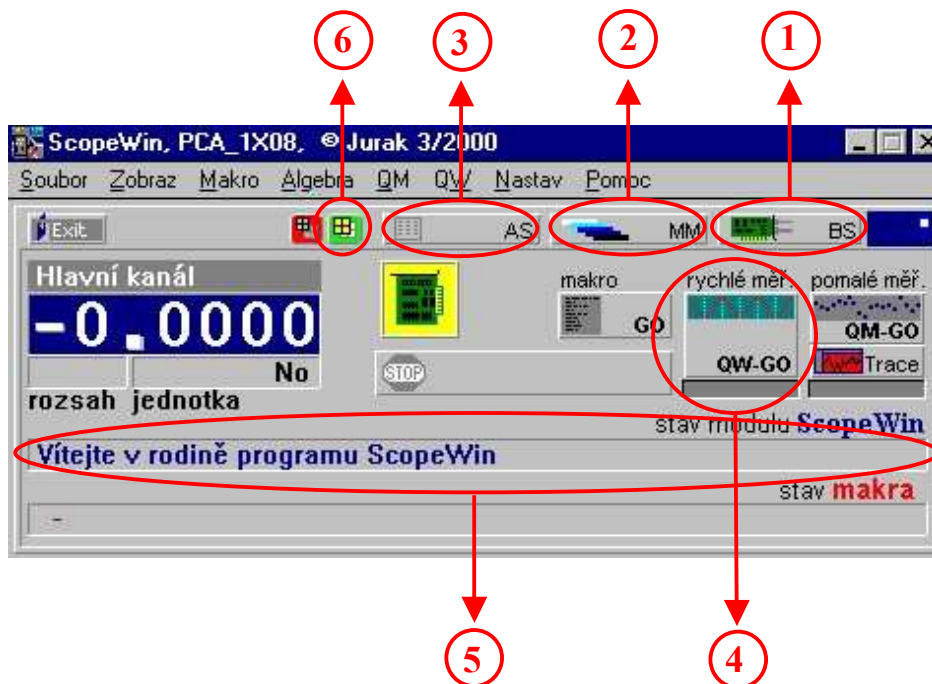 6 3 2 1
ScopeWin, PCA_1X08, © Jurak 3/2000
Soubor Zobraz Makro Algebra QM QW Nastav Pomoc
Exit AS MM BS
Hlavní kanál makro rychlé měř. pomalé měř.
-0.0000 GO QW-GO QM-GO
No STOP Trace
rozsah jednotka
stav modulu ScopeWin
Vítejte v rodině programu ScopeWin
stav makra
-
5 4